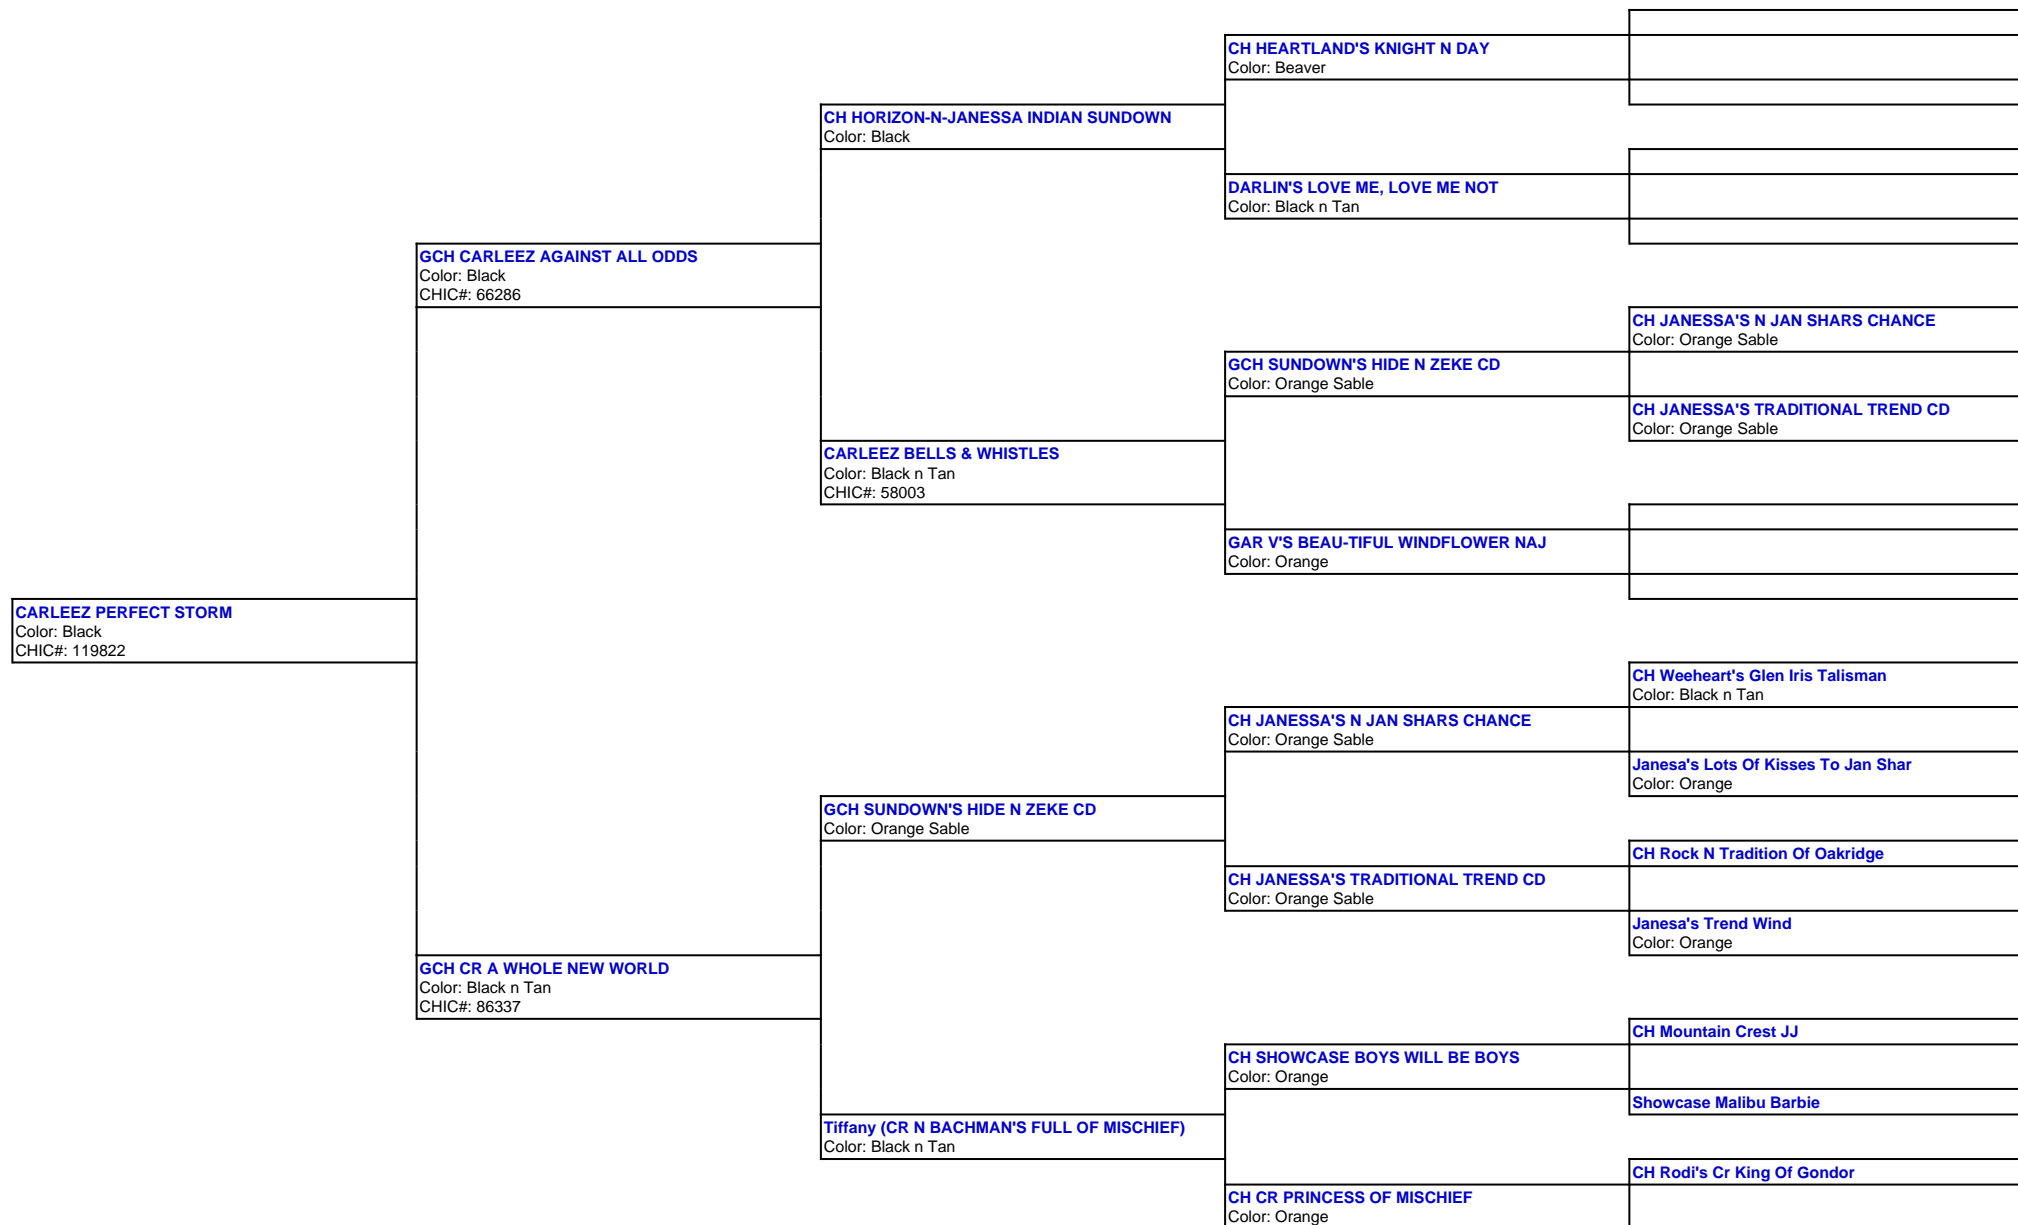 CH HEARTLAND'S KNIGHT N DAY
Color: Beaver
CH HORIZON-N-JANESSA INDIAN SUNDOWN
Color: Black
DARLIN'S LOVE ME, LOVE ME NOT
Color: Black n Tan
GCH CARLEEZ AGAINST ALL ODDS
Color: Black
CHIC#: 66286
CH JANESSA'S N JAN SHARS CHANCE
Color: Orange Sable
GCH SUNDOWN'S HIDE N ZEKE CD
Color: Orange Sable
CH JANESSA'S TRADITIONAL TREND CD
Color: Orange Sable
CARLEEZ BELLS & WHISTLES
Color: Black n Tan
CHIC#: 58003
GAR V'S BEAU-TIFUL WINDFLOWER NAJ
Color: Orange
CARLEEZ PERFECT STORM
Color: Black
CHIC#: 119822
CH Weeheart's Glen Iris Talisman
Color: Black n Tan
CH JANESSA'S N JAN SHARS CHANCE
Color: Orange Sable
Janesa's Lots Of Kisses To Jan Shar
Color: Orange
GCH SUNDOWN'S HIDE N ZEKE CD
Color: Orange Sable
CH Rock N Tradition Of Oakridge
CH JANESSA'S TRADITIONAL TREND CD
Color: Orange Sable
Janesa's Trend Wind
Color: Orange
GCH CR A WHOLE NEW WORLD
Color: Black n Tan
CHIC#: 86337
CH Mountain Crest JJ
CH SHOWCASE BOYS WILL BE BOYS
Color: Orange
Showcase Malibu Barbie
Tiffany (CR N BACHMAN'S FULL OF MISCHIEF)
Color: Black n Tan
CH Rodi's Cr King Of Gondor
CH CR PRINCESS OF MISCHIEF
Color: Orange